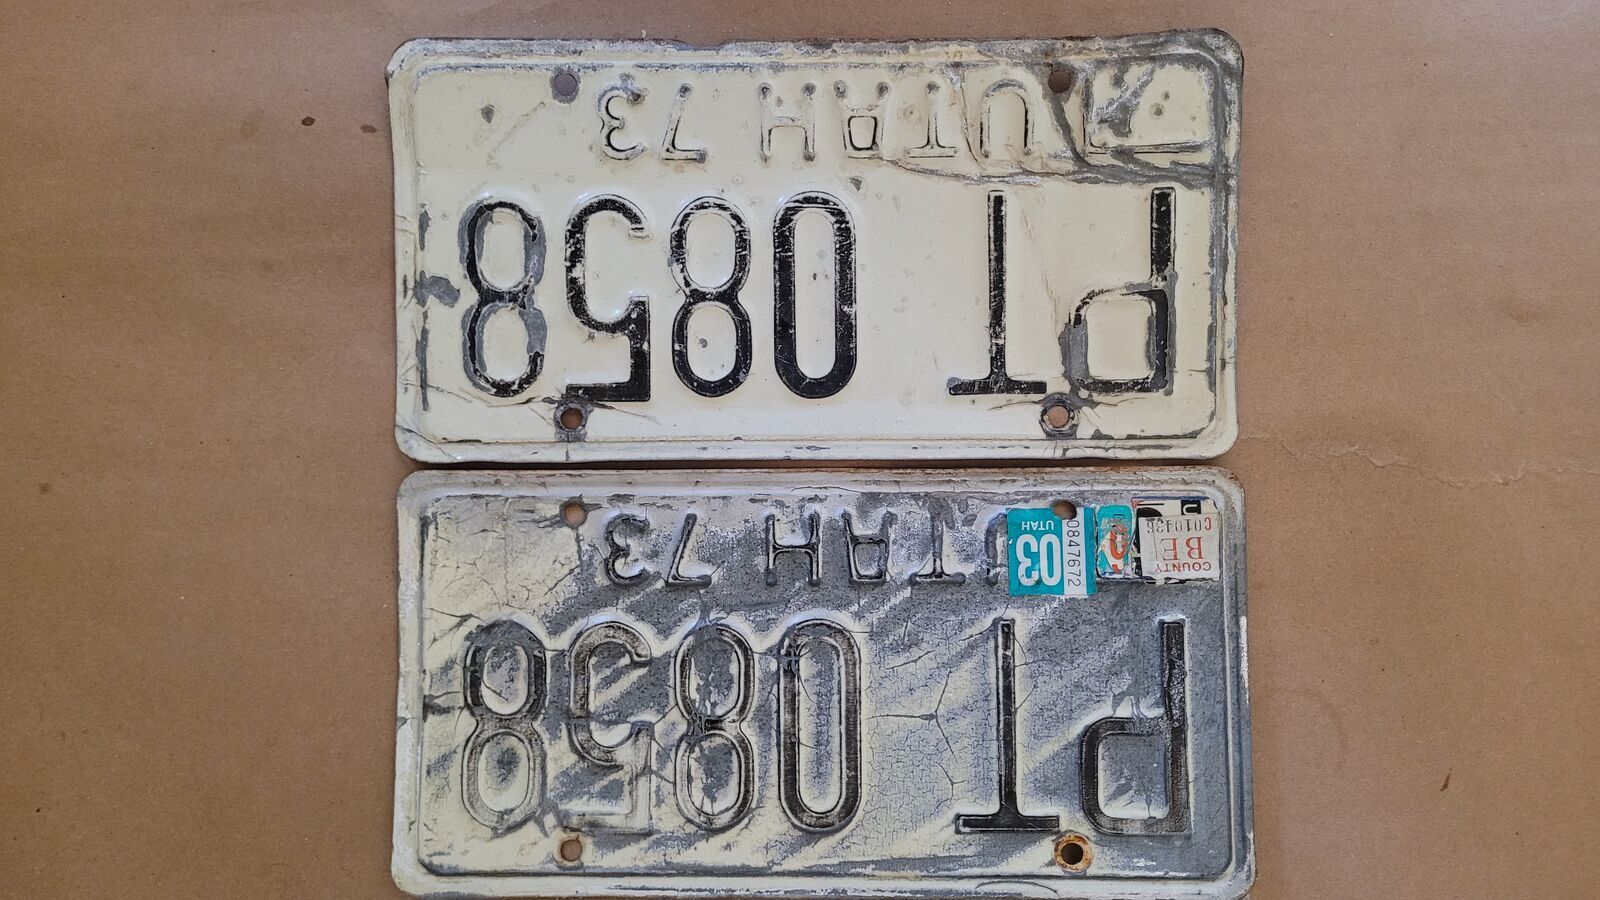 PT 0858
COUNTY
BE
C010436
0847672
03
UTAH
UTAH 73
PT 0858
UTAH 73